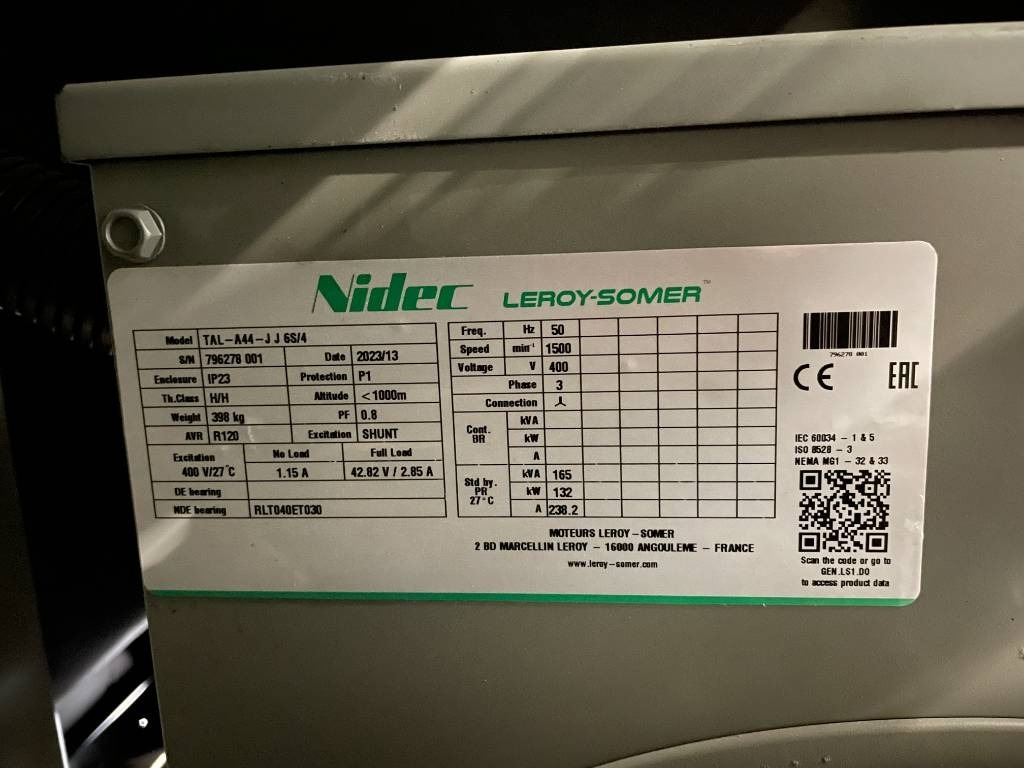 Nidec LEROY-SOMER™
Model TAL-A44-J J 6S/4
S/N 796278 001 Date 2023/13
Enclosure IP23 Protection P1
Th.Class H/H Altitude <1000m
Weight 398 kg PF 0.8
AVR R120 Excitation SHUNT
Excitation No Load Full Load
400 V/27°C 1.15 A 42.82 V / 2.85 A
DE bearing
NDE bearing RLT040ET030
Freq. Hz 50
Speed min⁻¹ 1500
Voltage V 400
Phase 3
Connection
Cont. BR kVA
kW
A
Std by. PR 27°C kVA 165
kW 132
A 238.2
MOTEURS LEROY-SOMER
2 BD MARCELLIN LEROY - 16000 ANGOULEME - FRANCE
www.leroy-somer.com
796278 001
CE EAC
IEC 60034 - 1 & 5
ISO 8528 - 3
NEMA MG1 - 32 & 33
Scan the code or go to
GEN.LS1.DO
to access product data